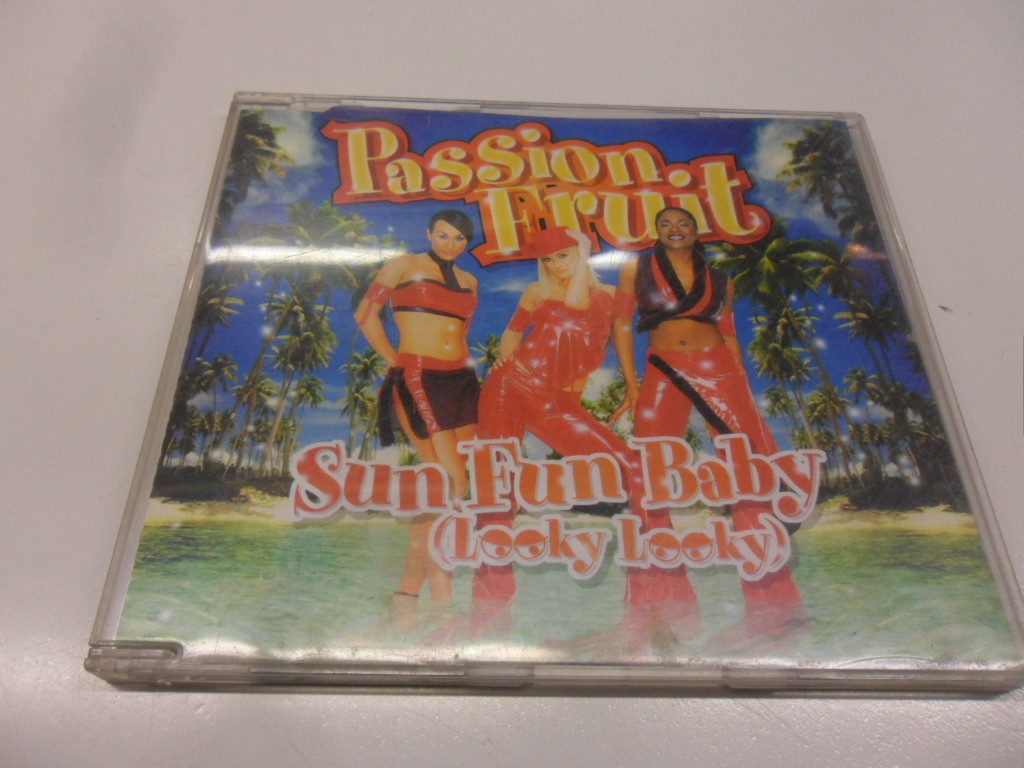 Passion
Fruit
Sun Fun Baby
(Looky Looky)